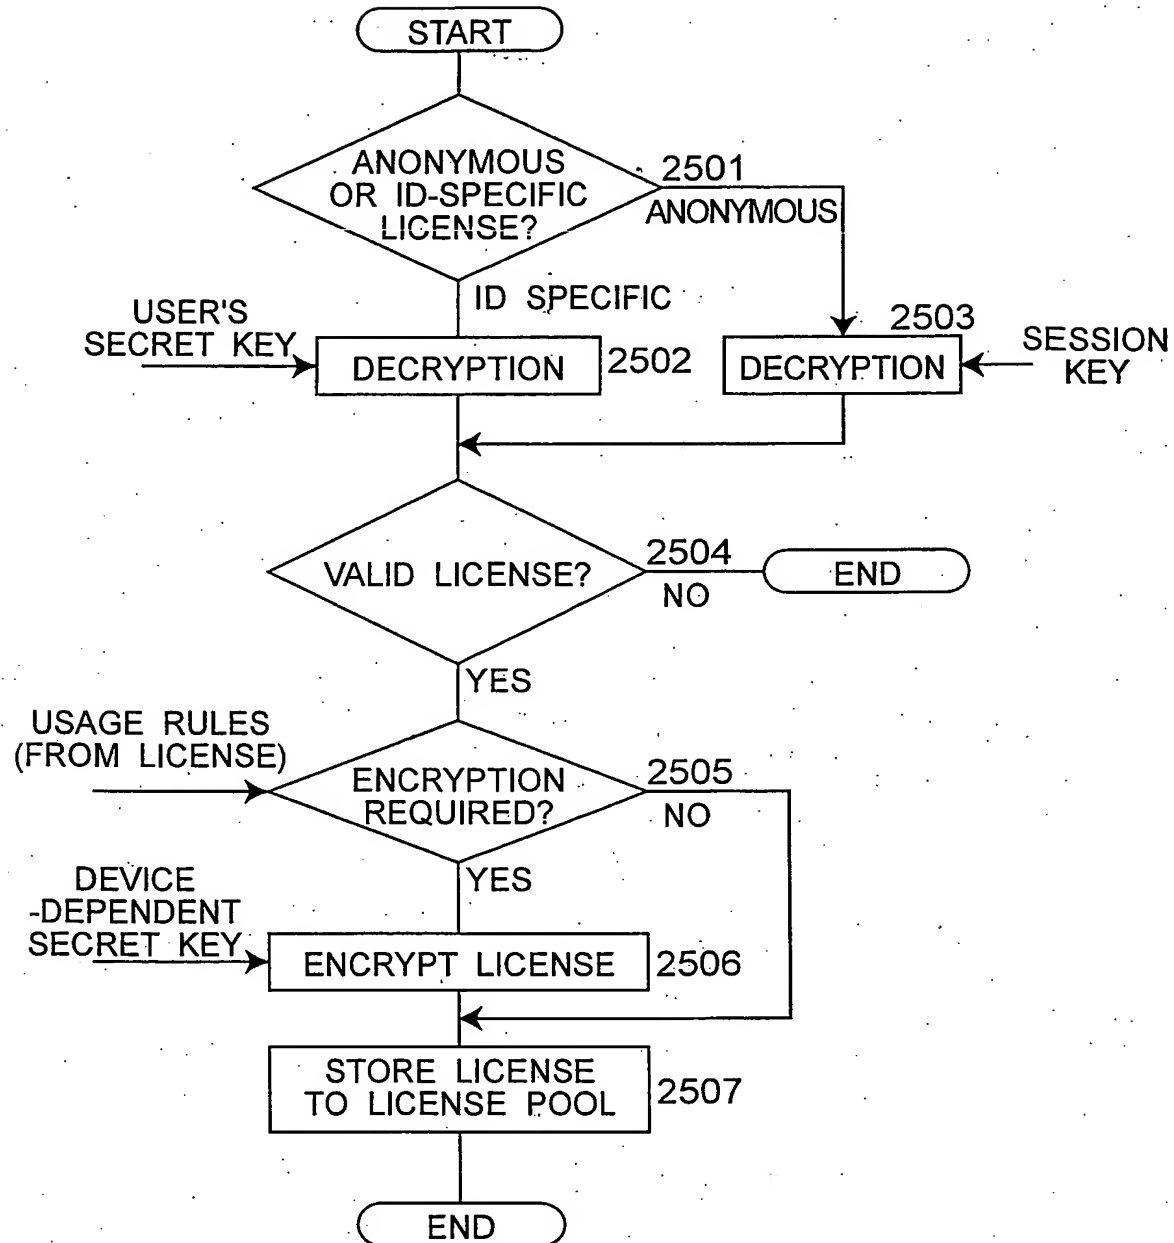 START
ANONYMOUS
OR ID-SPECIFIC
LICENSE?
2501
ANONYMOUS
ID SPECIFIC
USER'S
SECRET KEY
DECRYPTION
2502
2503
DECRYPTION
SESSION
KEY
VALID LICENSE?
2504
NO
END
YES
USAGE RULES
(FROM LICENSE)
ENCRYPTION
REQUIRED?
2505
NO
YES
DEVICE
-DEPENDENT
SECRET KEY
ENCRYPT LICENSE
2506
STORE LICENSE
TO LICENSE POOL
2507
END